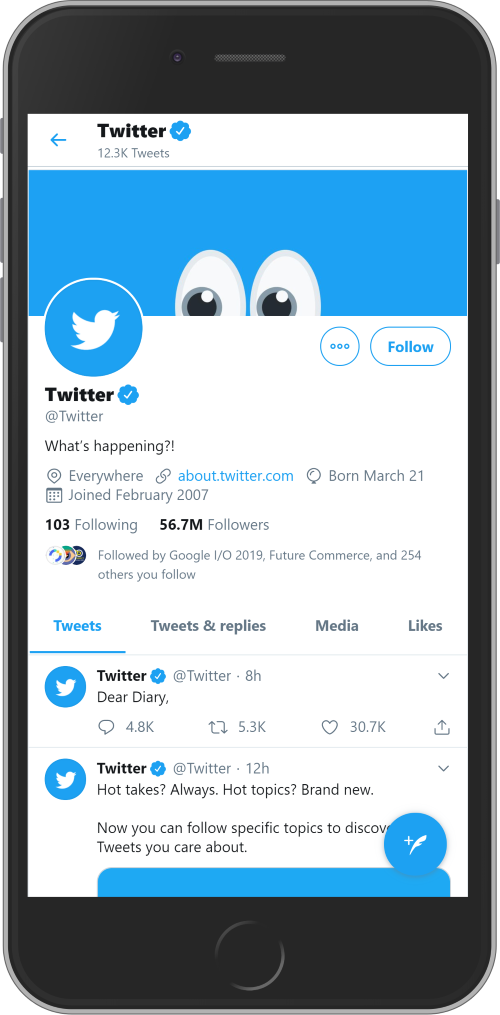 Twitter
12.3K Tweets
Follow
Twitter
@Twitter
What's happening?!
Everywhere about.twitter.com Born March 21
Joined February 2007
103 Following 56.7M Followers
Followed by Google I/O 2019, Future Commerce, and 254
others you follow
Tweets Tweets & replies Media Likes
Twitter @Twitter · 8h
Dear Diary,
4.8K 5.3K 30.7K
Twitter @Twitter · 12h
Hot takes? Always. Hot topics? Brand new.
Now you can follow specific topics to discov
Tweets you care about.